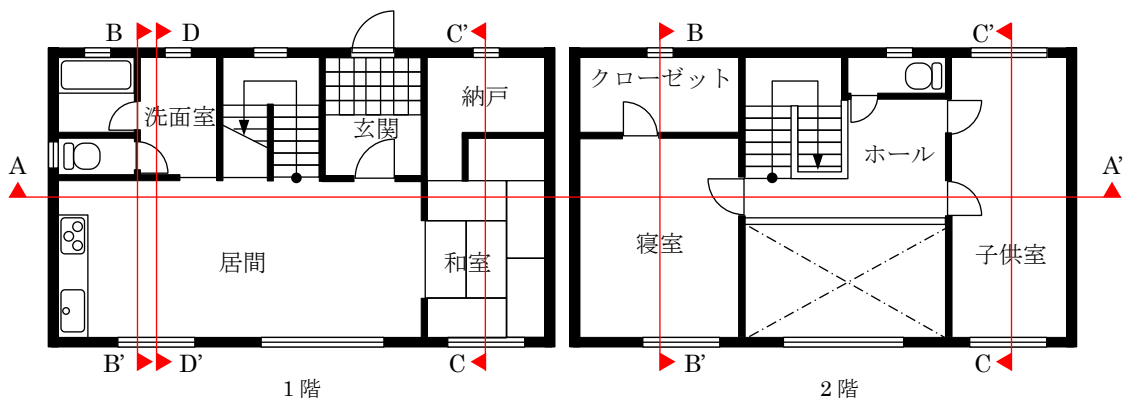 B D C' B C'
洗面室 納戸 クローゼット
玄関 ホール
A A'
居間 和室 寝室 子供室
B' D' C B' C
1階 2階